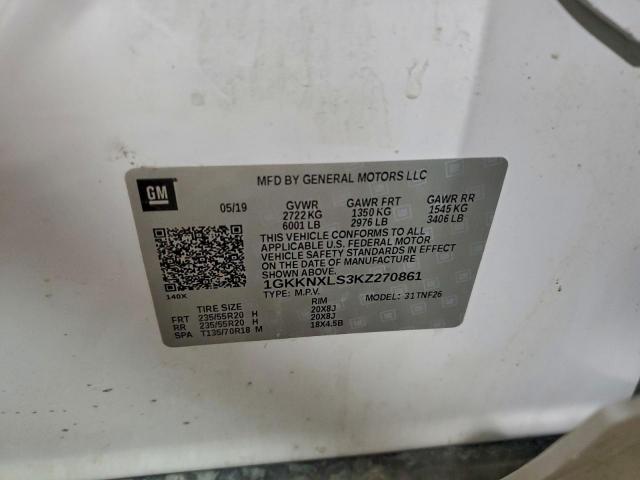 GM
MFD BY GENERAL MOTORS LLC
05/19 GVWR GAWR FRT GAWR RR
2722 KG 1350 KG 1545 KG
6001 LB 2976 LB 3406 LB
THIS VEHICLE CONFORMS TO ALL
APPLICABLE U.S. FEDERAL MOTOR
VEHICLE SAFETY STANDARDS IN EFFECT
ON THE DATE OF MANUFACTURE
SHOWN ABOVE.
1GKKNXLS3KZ270861
TYPE: M.P.V. MODEL: 31TNF26
140X
TIRE SIZE RIM
FRT 235/55R20 H 20X8J
RR 235/55R20 H 20X8J
SPA T135/70R18 M 18X4.5B